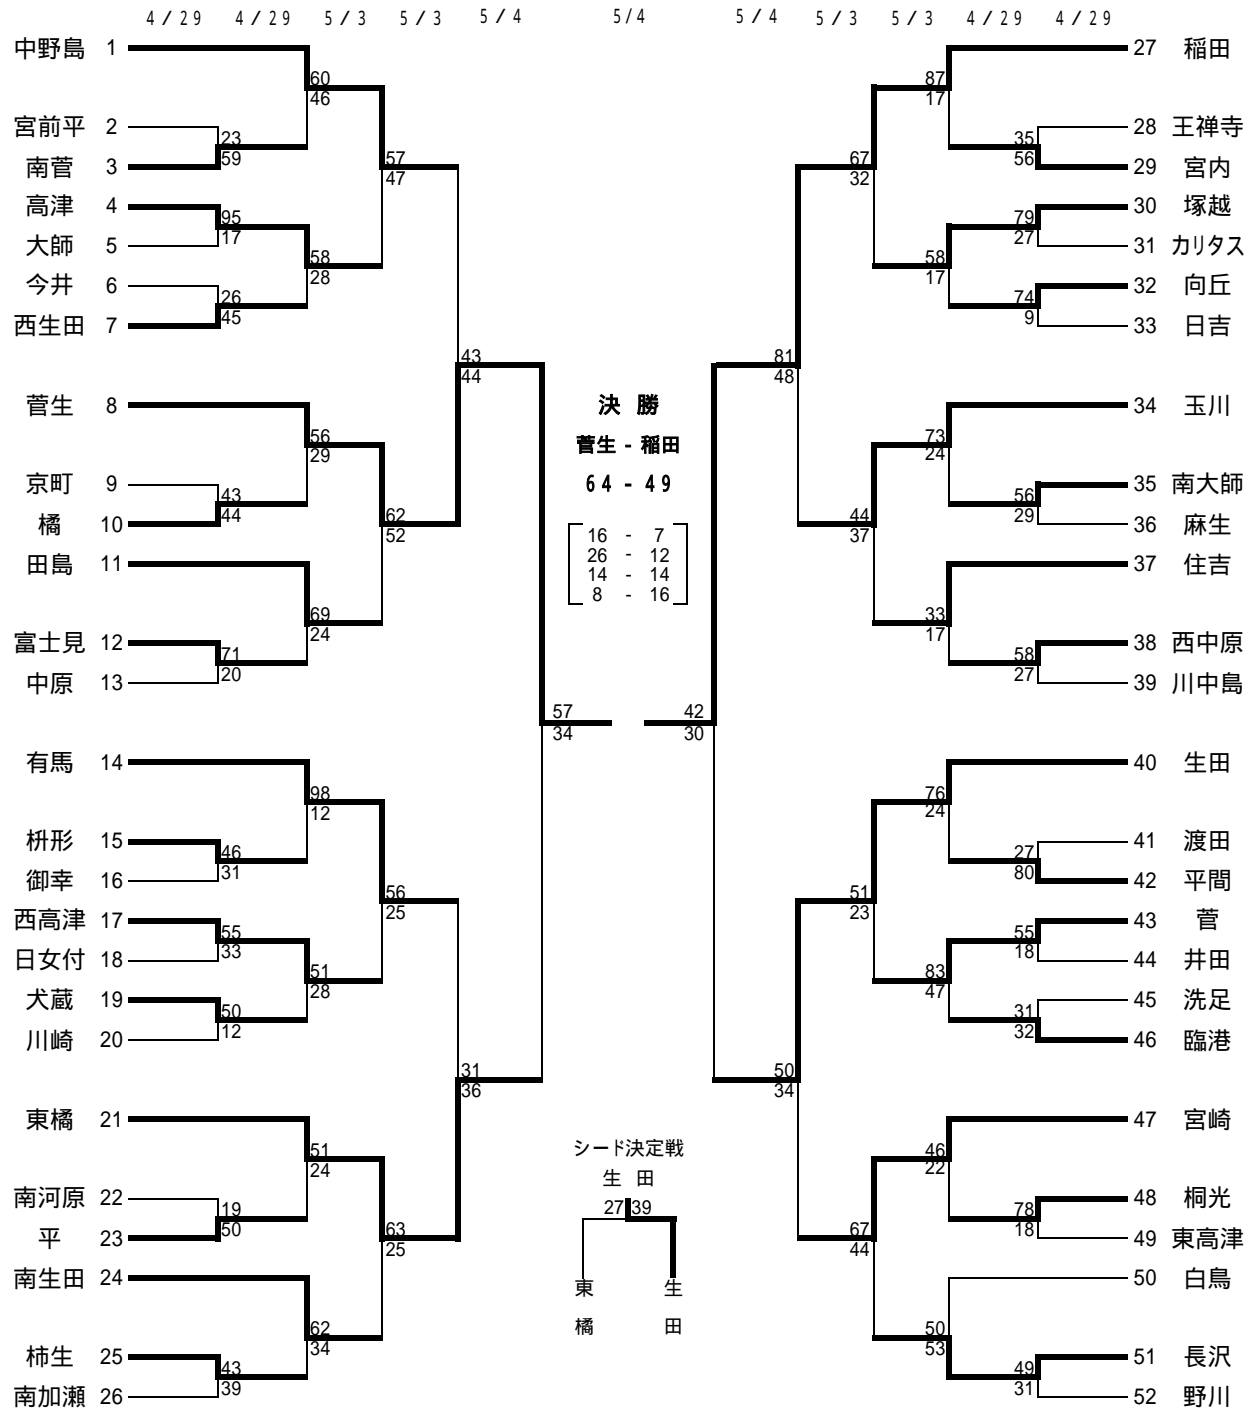 4/29 4/29 5/3 5/3 5/4 5/4 5/4 5/3 5/3 4/29 4/29
中野島 1 27 稲田
60 87
46 17
宮前平 2 28 王禅寺
23 35
59 56
南菅 3 29 宮内
57 67
47 32
高津 4 30 塚越
95 79
17 27
大師 5 31 カリタス
58 58
28 17
今井 6 32 向丘
26 74
45 9
西生田 7 33 日吉
43 81
44 48
菅生 8 決勝 34 玉川
56 菅生 - 稲田 73
29 24
京町 9 64 - 49 35 南大師
43 56
44 29
橘 10 36 麻生
62 44
52 37
16 - 7
26 - 12
14 - 14
8 - 16
田島 11 37 住吉
69 33
24 17
富士見 12 38 西中原
71 58
20 27
中原 13 39 川中島
57 42
34 30
有馬 14 40 生田
98 76
12 24
枡形 15 41 渡田
46 27
31 80
御幸 16 42 平間
56 51
25 23
西高津 17 43 菅
55 55
33 18
日女付 18 44 井田
51 83
28 47
犬蔵 19 45 洗足
50 31
12 32
川崎 20 46 臨港
31 50
36 34
東橘 21 47 宮崎
51 シード決定戦 46
24 22
生田
南河原 22 48 桐光
19 27 39 78
50 18
平 23 49 東高津
63 67
25 44
南生田 24 50 白鳥
東橘 生田
62 50
34 53
柿生 25 51 長沢
43 49
39 31
南加瀬 26 52 野川